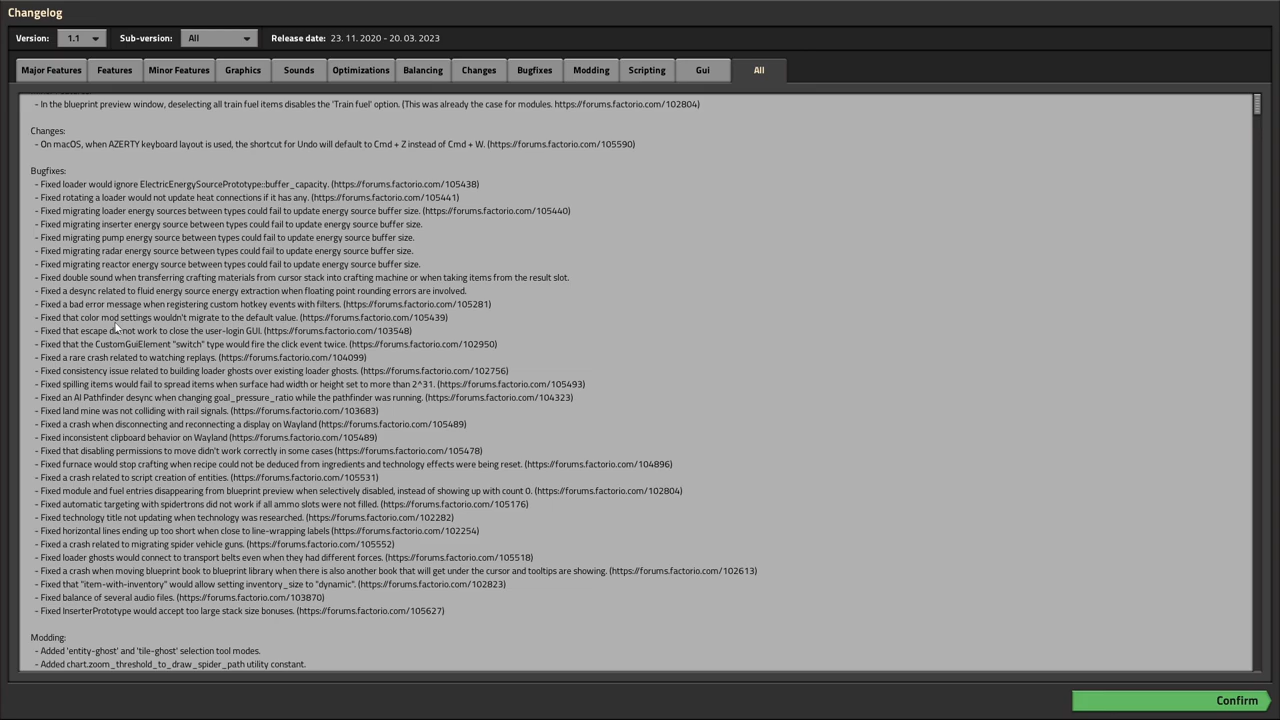 Changelog
Version: 1.1 Sub-version: All Release date: 23. 11. 2020 - 20. 03. 2023
Major Features Features Minor Features Graphics Sounds Optimizations Balancing Changes Bugfixes Modding Scripting Gui All
- In the blueprint preview window, deselecting all train fuel items disables the 'Train fuel' option. (This was already the case for modules. https://forums.factorio.com/102804)
Changes:
- On macOS, when AZERTY keyboard layout is used, the shortcut for Undo will default to Cmd + Z instead of Cmd + W. (https://forums.factorio.com/105590)
Bugfixes:
- Fixed loader would ignore ElectricEnergySourcePrototype::buffer_capacity. (https://forums.factorio.com/105438)
- Fixed rotating a loader would not update heat connections if it has any. (https://forums.factorio.com/105441)
- Fixed migrating loader energy sources between types could fail to update energy source buffer size. (https://forums.factorio.com/105440)
- Fixed migrating inserter energy source between types could fail to update energy source buffer size.
- Fixed migrating pump energy source between types could fail to update energy source buffer size.
- Fixed migrating radar energy source between types could fail to update energy source buffer size.
- Fixed migrating reactor energy source between types could fail to update energy source buffer size.
- Fixed double sound when transferring crafting materials from cursor stack into crafting machine or when taking items from the result slot.
- Fixed a desync related to fluid energy source energy extraction when floating point rounding errors are involved.
- Fixed a bad error message when registering custom hotkey events with filters. (https://forums.factorio.com/105281)
- Fixed that color mod settings wouldn't migrate to the default value. (https://forums.factorio.com/105439)
- Fixed that escape not work to close the user-login GUI. (https://forums.factorio.com/103548)
- Fixed that the CustomGuiElement "switch" type would fire the click event twice. (https://forums.factorio.com/102950)
- Fixed a rare crash related to watching replays. (https://forums.factorio.com/104099)
- Fixed consistency issue related to building loader ghosts over existing loader ghosts. (https://forums.factorio.com/102756)
- Fixed spilling items would fail to spread items when surface had width or height set to more than 2^31. (https://forums.factorio.com/105493)
- Fixed an AI Pathfinder desync when changing goal_pressure_ratio while the pathfinder was running. (https://forums.factorio.com/104323)
- Fixed land mine was not colliding with rail signals. (https://forums.factorio.com/103683)
- Fixed a crash when disconnecting and reconnecting a display on Wayland (https://forums.factorio.com/105489)
- Fixed inconsistent clipboard behavior on Wayland (https://forums.factorio.com/105489)
- Fixed that disabling permissions to move didn't work correctly in some cases (https://forums.factorio.com/105478)
- Fixed furnace would stop crafting when recipe could not be deduced from ingredients and technology effects were being reset. (https://forums.factorio.com/104896)
- Fixed a crash related to script creation of entities. (https://forums.factorio.com/105531)
- Fixed module and fuel entries disappearing from blueprint preview when selectively disabled, instead of showing up with count 0. (https://forums.factorio.com/102804)
- Fixed automatic targeting with spidertrons did not work if all ammo slots were not filled. (https://forums.factorio.com/105176)
- Fixed technology title not updating when technology was researched. (https://forums.factorio.com/102282)
- Fixed horizontal lines ending up too short when close to line-wrapping labels (https://forums.factorio.com/102254)
- Fixed a crash related to migrating spider vehicle guns. (https://forums.factorio.com/105552)
- Fixed loader ghosts would connect to transport belts even when they had different forces. (https://forums.factorio.com/105518)
- Fixed a crash when moving blueprint book to blueprint library when there is also another book that will get under the cursor and tooltips are showing. (https://forums.factorio.com/102613)
- Fixed that "item-with-inventory" would allow setting inventory_size to "dynamic". (https://forums.factorio.com/102823)
- Fixed balance of several audio files. (https://forums.factorio.com/103870)
- Fixed InserterPrototype would accept too large stack size bonuses. (https://forums.factorio.com/105627)
Modding:
- Added 'entity-ghost' and 'tile-ghost' selection tool modes.
- Added chart.zoom_threshold_to_draw_spider_path utility constant.
Confirm